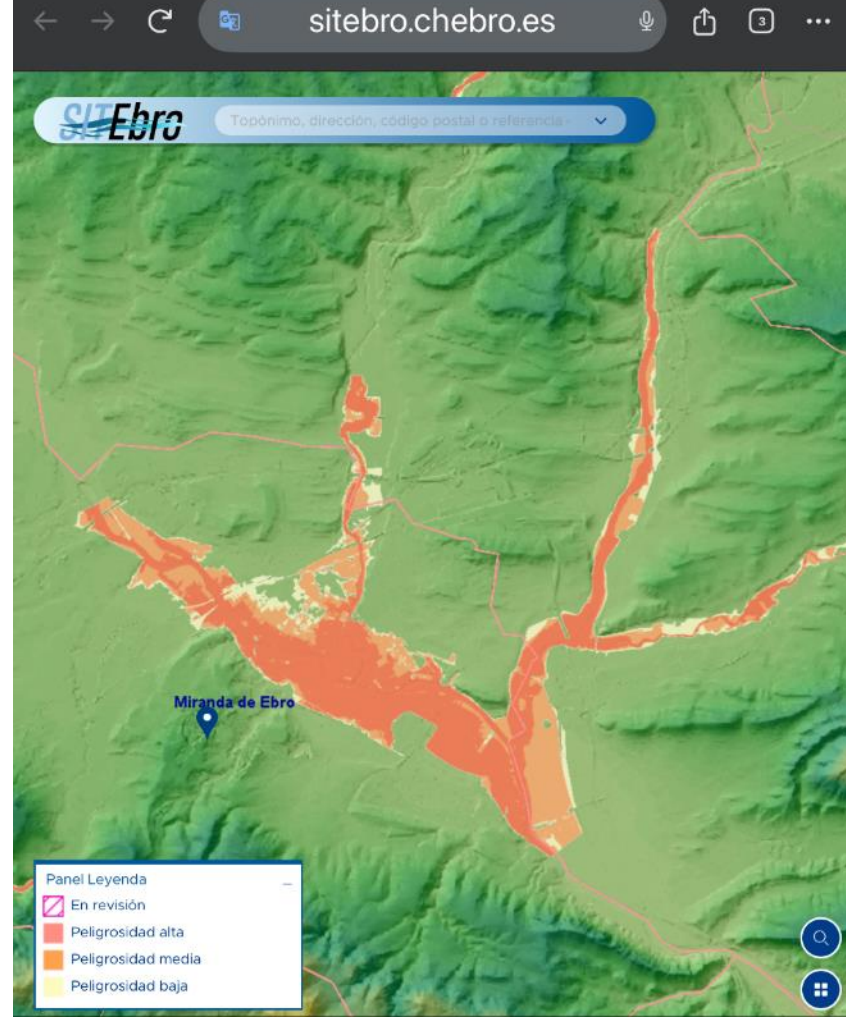 sitebro.chebro.es
3
SITEbro
Topónimo, dirección, código postal o referencia
Miranda de Ebro
Panel Leyenda
En revisión
Peligrosidad alta
Peligrosidad media
Peligrosidad baja